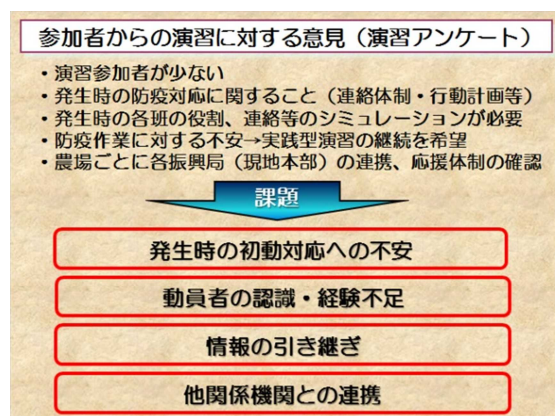 参加者からの演習に対する意見（演習アンケート）
・演習参加者が少ない
・発生時の防疫対応に関すること（連絡体制・行動計画等）
・発生時の各班の役割、連絡等のシミュレーションが必要
・防疫作業に対する不安→実践型演習の継続を希望
・農場ごとに各振興局（現地本部）の連携、応援体制の確認
課題
発生時の初動対応への不安
動員者の認識・経験不足
情報の引き継ぎ
他関係機関との連携